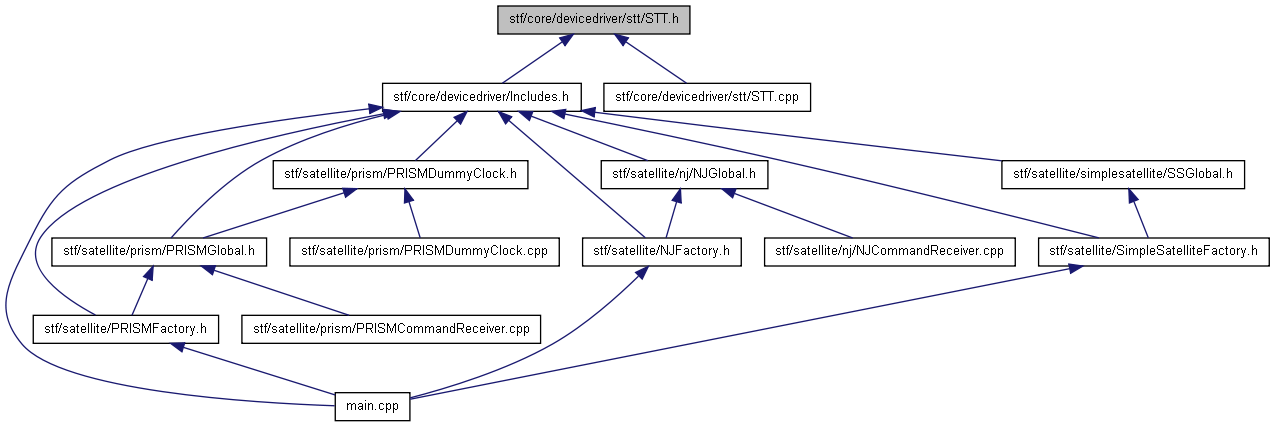 stf/core/devicedriver/stt/STT.h
stf/core/devicedriver/Includes.h
stf/core/devicedriver/stt/STT.cpp
stf/satellite/prism/PRISMDummyClock.h
stf/satellite/nj/NJGlobal.h
stf/satellite/simplesatellite/SSGlobal.h
stf/satellite/prism/PRISMGlobal.h
stf/satellite/prism/PRISMDummyClock.cpp
stf/satellite/NJFactory.h
stf/satellite/nj/NJCommandReceiver.cpp
stf/satellite/SimpleSatelliteFactory.h
stf/satellite/PRISMFactory.h
stf/satellite/prism/PRISMCommandReceiver.cpp
main.cpp